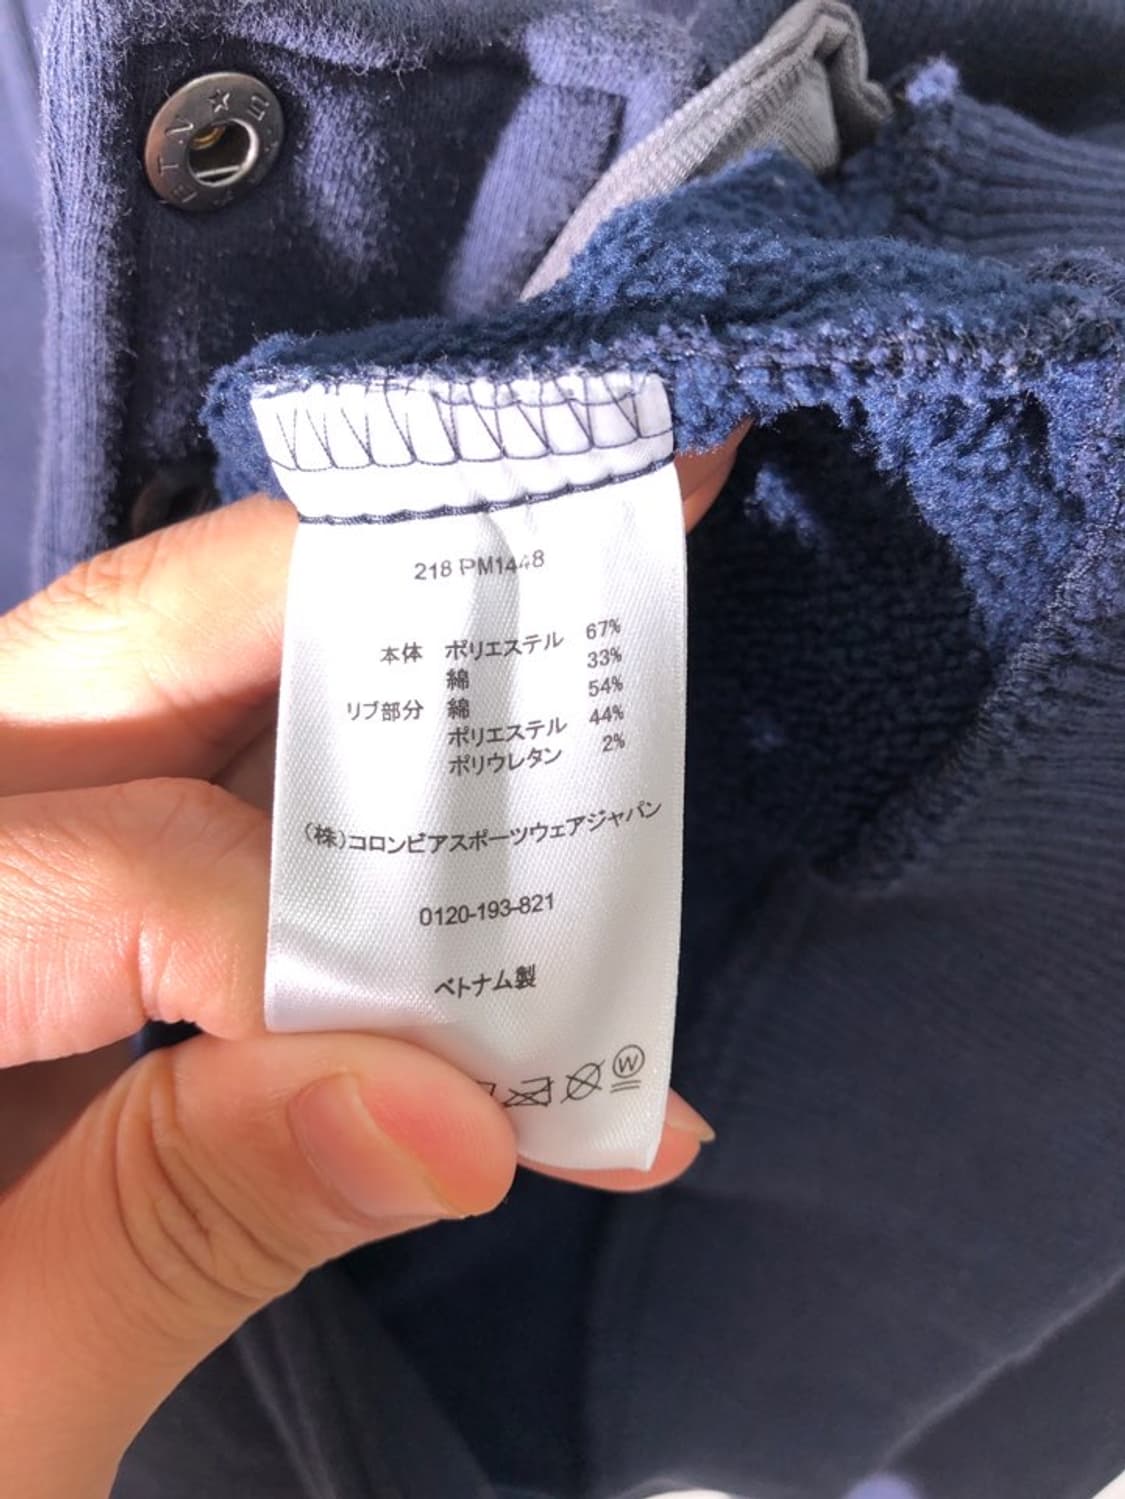 218 PM1448
本体 ポリエステル 67%
綿 33%
リブ部分 綿 54%
ポリエステル 44%
ポリウレタン 2%
(株)コロンビアスポーツウェアジャパン
0120-193-821
ベトナム製
W